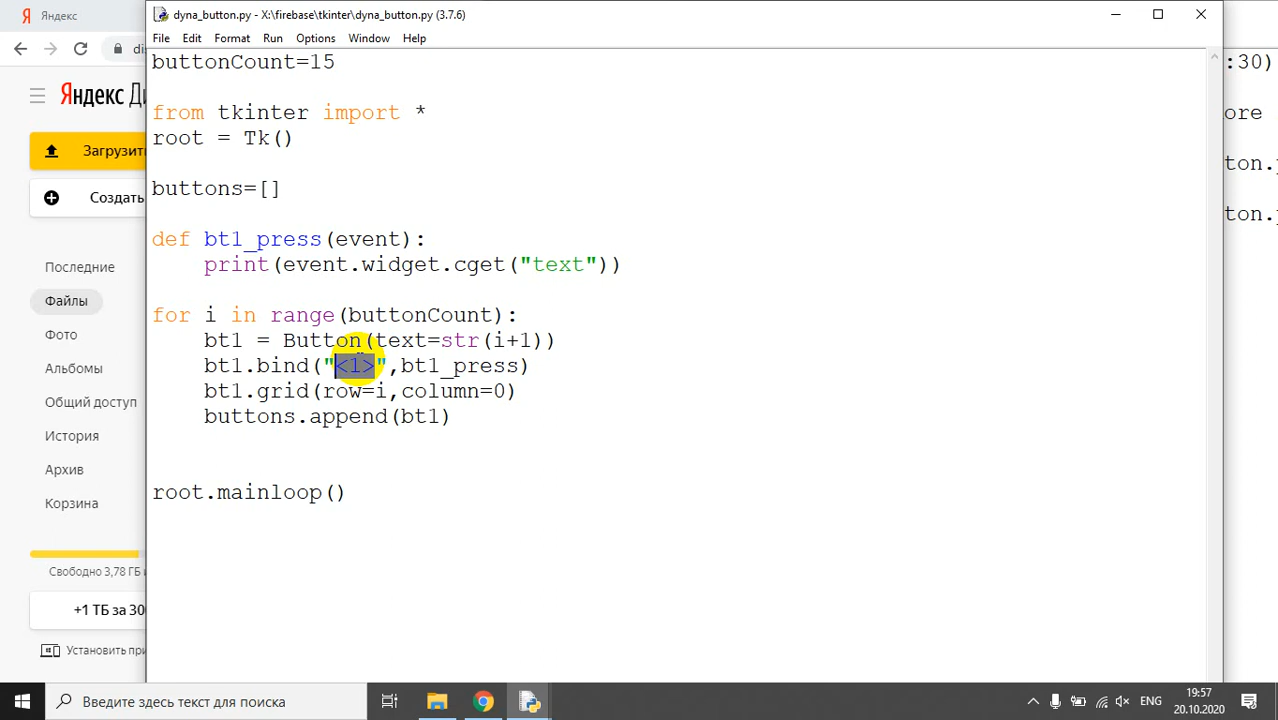 Яндекс
dyna_button.py - X:\firebase\tkinter\dyna_button.py (3.7.6)
File Edit Format Run Options Window Help
buttonCount=15
from tkinter import *
root = Tk()
buttons=[]
def bt1_press(event):
print(event.widget.cget("text"))
for i in range(buttonCount):
bt1 = Button(text=str(i+1))
bt1.bind("<1>",bt1_press)
bt1.grid(row=i,column=0)
buttons.append(bt1)
root.mainloop()
Яндекс Ди
Загрузить
Создать
Последние
Файлы
Фото
Альбомы
Общий доступ
История
Архив
Корзина
Свободно 3,78 ГБ
+1 ТБ за 300
Установить при
:30)
ore
ton.
ton.
Введите здесь текст для поиска
ENG
19:57
20.10.2020